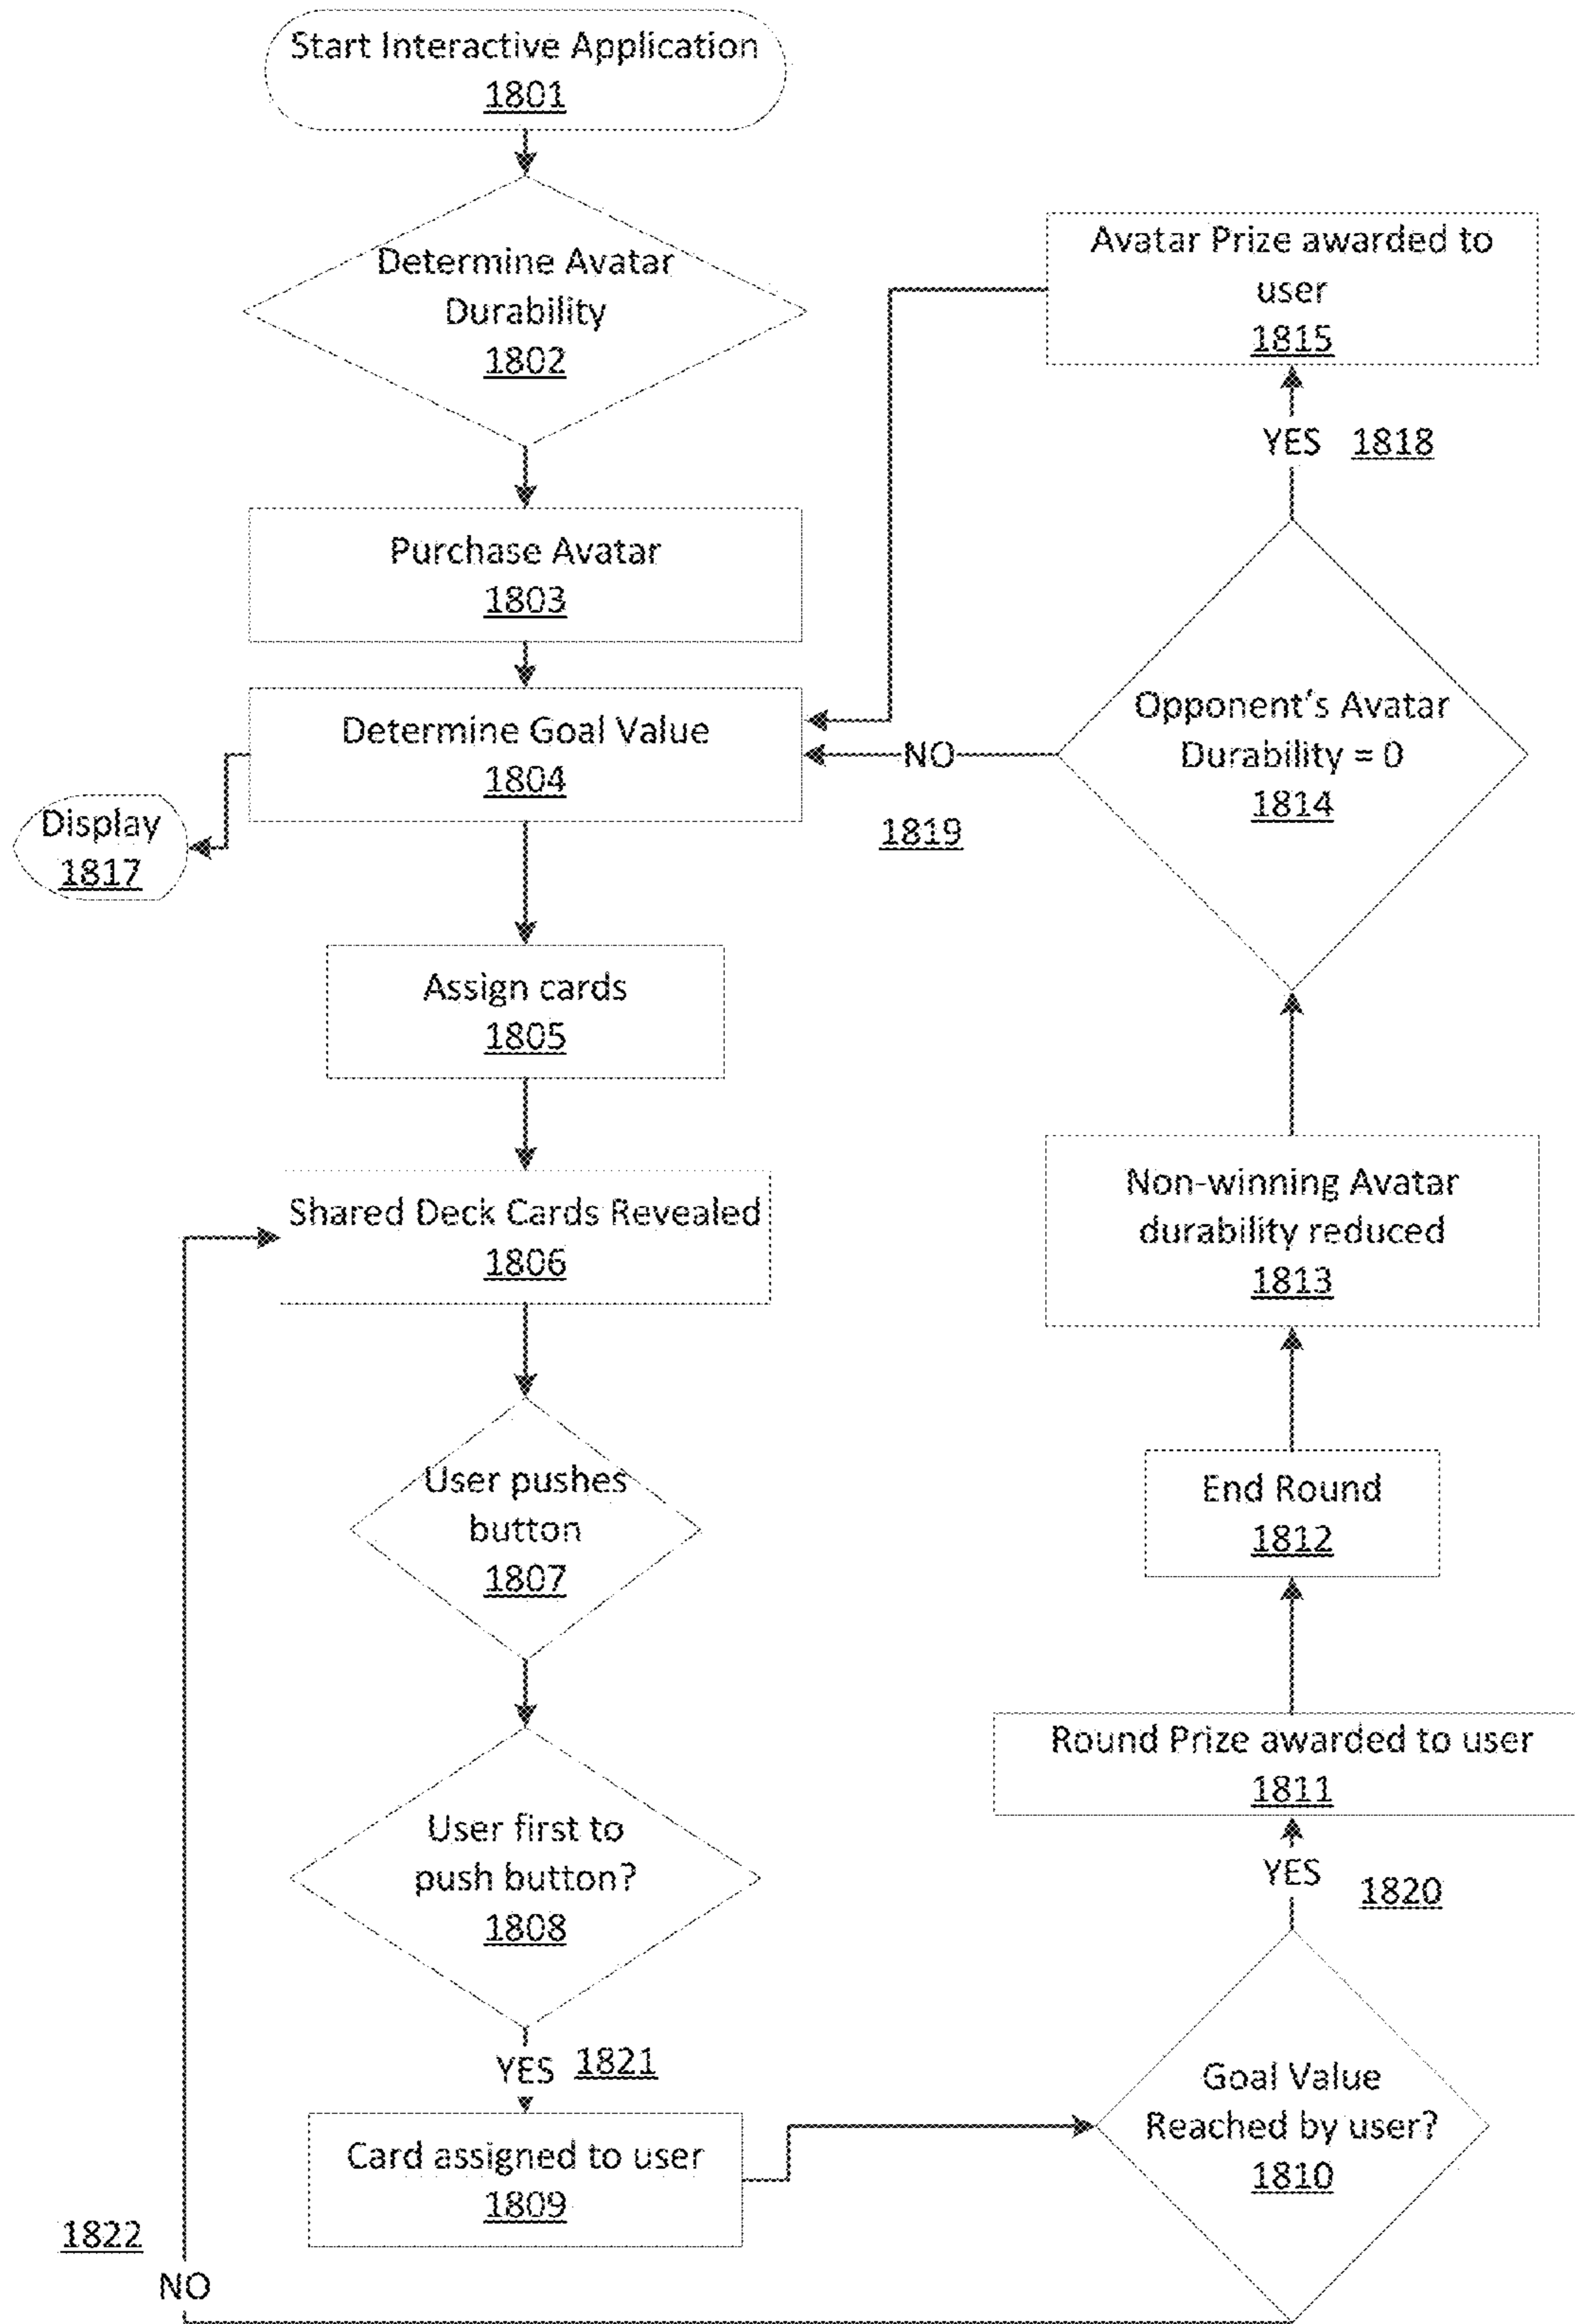 Start Interactive Application
1801
Determine Avatar
Durability
1802
Purchase Avatar
1803
Determine Goal Value
1804
Display
1817
Assign cards
1805
Shared Deck Cards Revealed
1806
User pushes
button
1807
User first to
push button?
1808
YES 1821
Card assigned to user
1809
1822
NO
Goal Value
Reached by user?
1810
YES 1820
Round Prize awarded to user
1811
End Round
1812
Non-winning Avatar
durability reduced
1813
Opponent's Avatar
Durability = 0
1814
NO
1819
YES 1818
Avatar Prize awarded to
user
1815